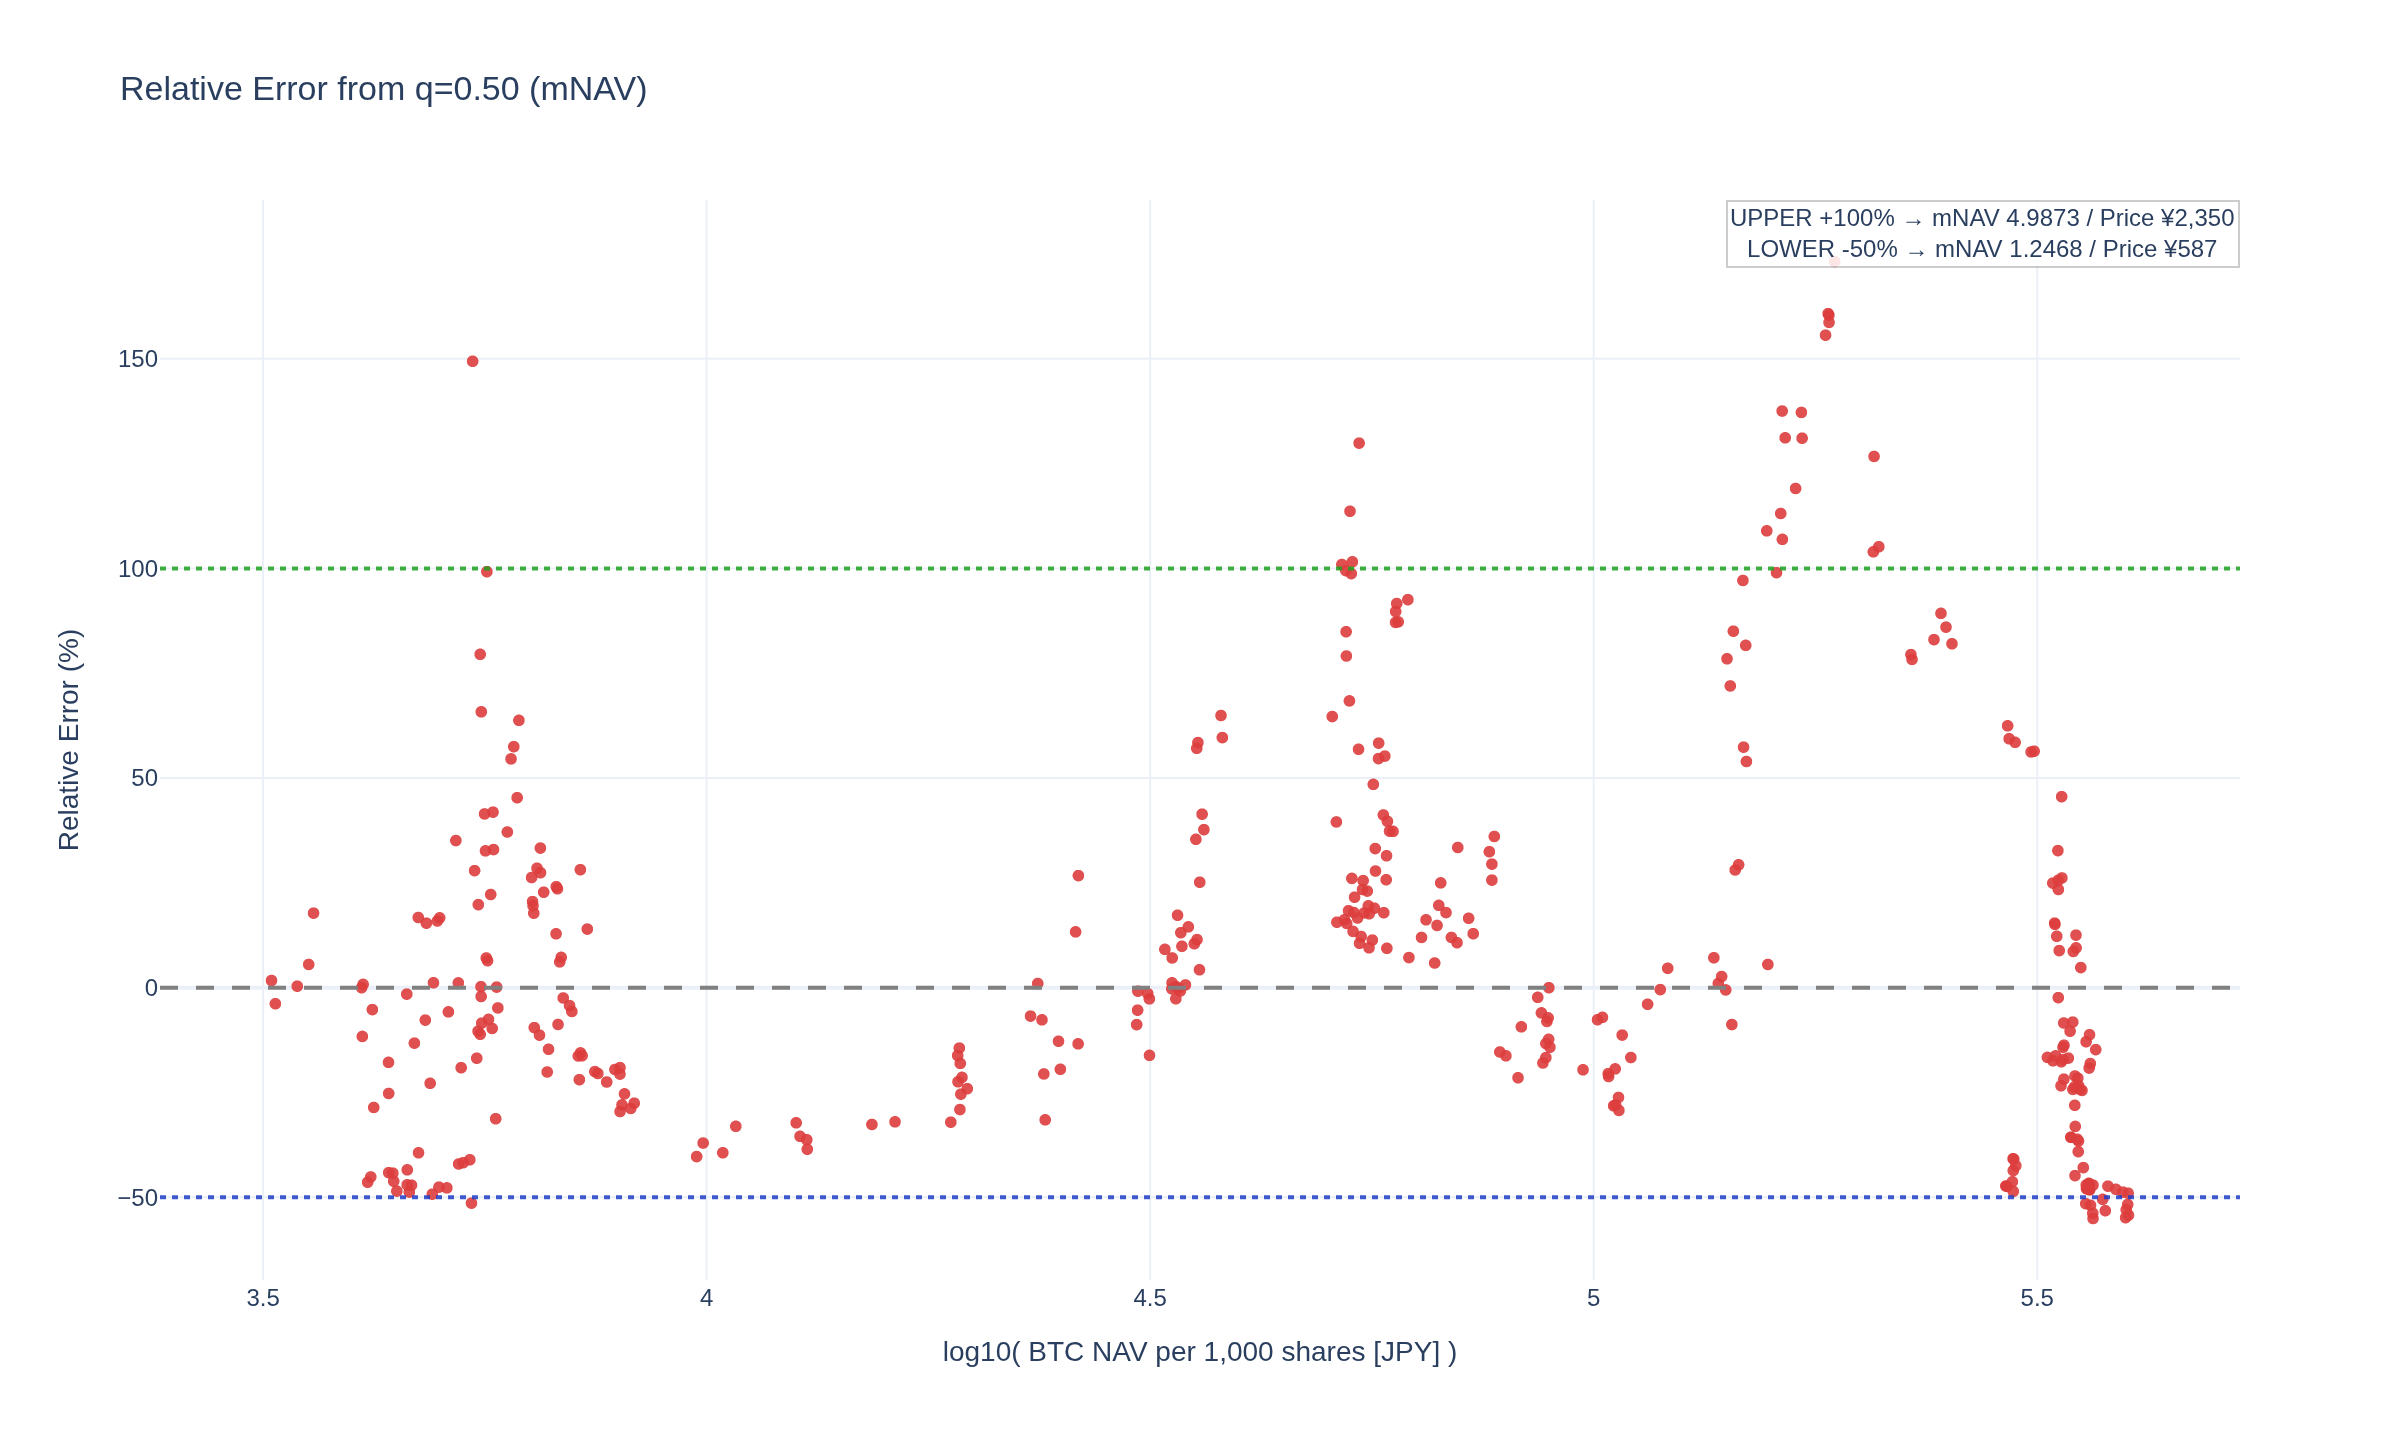 Relative Error from q=0.50 (mNAV)
UPPER +100% → mNAV 4.9873 / Price ¥2,350
LOWER -50% → mNAV 1.2468 / Price ¥587
150
100
50
0
−50
Relative Error (%)
3.5
4
4.5
5
5.5
log10( BTC NAV per 1,000 shares [JPY] )